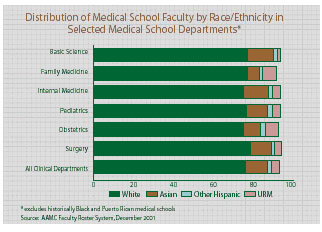 Distribution of Medical School Faculty by Race/Ethnicity in
Selected Medical School Departments*
Basic Science
Family Medicine
Internal Medicine
Pediatrics
Obstetrics
Surgery
All Clinical Departments
0 20 40 60 80 100
White Asian Other Hispanic URM
* excludes historically Black and Puerto Rican medical schools
Source: AAMC Faculty Roster System, December 2001